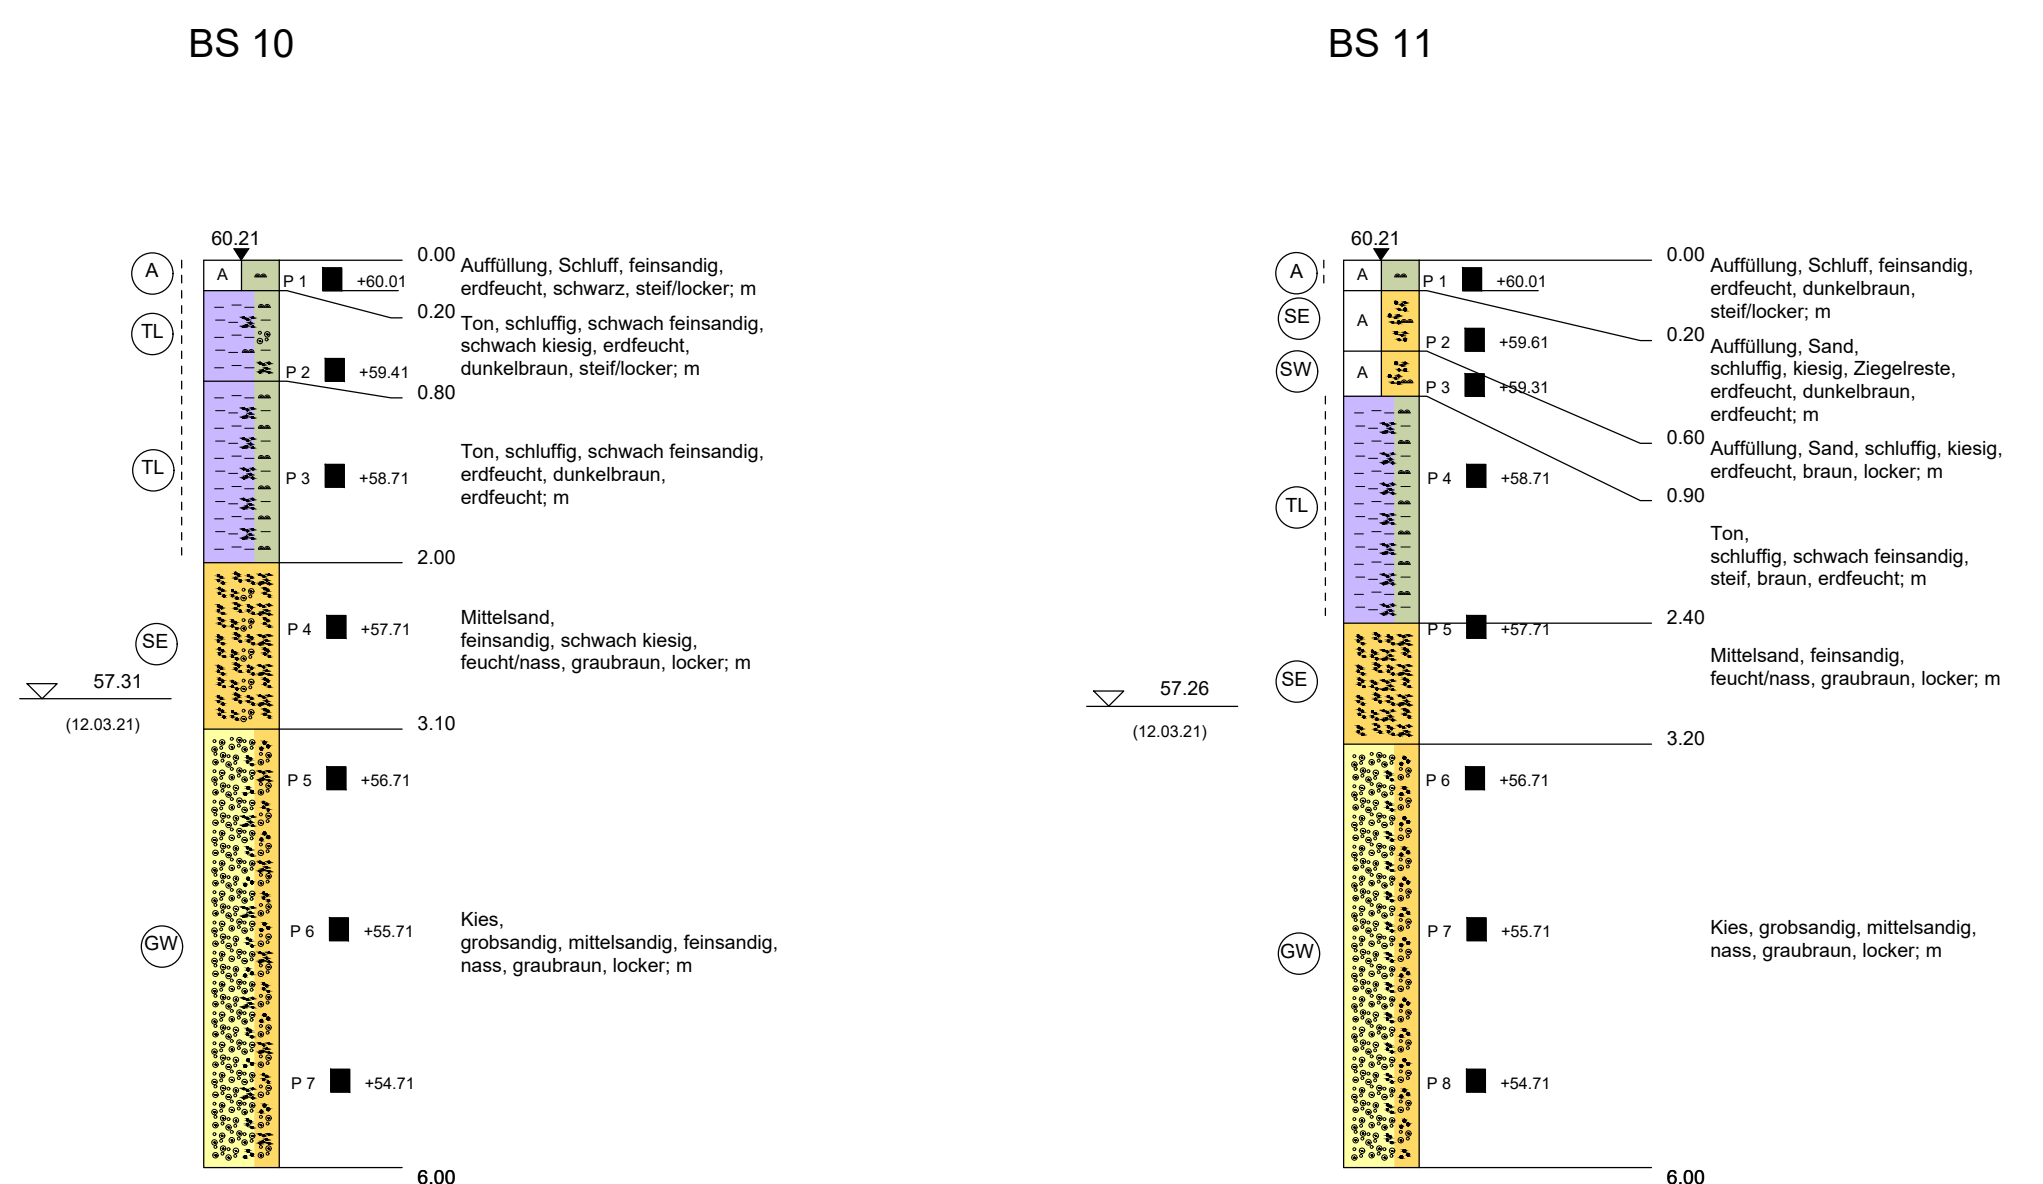 BS 10
60.21
0.00
A
A
P 1
+60.01
Auffüllung, Schluff, feinsandig,
erdfeucht, schwarz, steif/locker; m
0.20
TL
Ton, schluffig, schwach feinsandig,
schwach kiesig, erdfeucht,
dunkelbraun, steif/locker; m
P 2
+59.41
0.80
TL
P 3
+58.71
Ton, schluffig, schwach feinsandig,
erdfeucht, dunkelbraun,
erdfeucht; m
2.00
SE
P 4
+57.71
Mittelsand,
feinsandig, schwach kiesig,
feucht/nass, graubraun, locker; m
57.31
(12.03.21)
3.10
P 5
+56.71
GW
P 6
+55.71
Kies,
grobsandig, mittelsandig, feinsandig,
nass, graubraun, locker; m
P 7
+54.71
6.00
BS 11
60.21
0.00
A
A
P 1
+60.01
Auffüllung, Schluff, feinsandig,
erdfeucht, dunkelbraun,
steif/locker; m
0.20
SE
A
P 2
+59.61
Auffüllung, Sand,
schluffig, kiesig, Ziegelreste,
erdfeucht, dunkelbraun,
erdfeucht; m
0.60
SW
A
P 3
+59.31
Auffüllung, Sand, schluffig, kiesig,
erdfeucht, braun, locker; m
0.90
TL
P 4
+58.71
Ton,
schluffig, schwach feinsandig,
steif, braun, erdfeucht; m
2.40
P 5
+57.71
SE
Mittelsand, feinsandig,
feucht/nass, graubraun, locker; m
57.26
(12.03.21)
3.20
P 6
+56.71
GW
P 7
+55.71
Kies, grobsandig, mittelsandig,
nass, graubraun, locker; m
P 8
+54.71
6.00